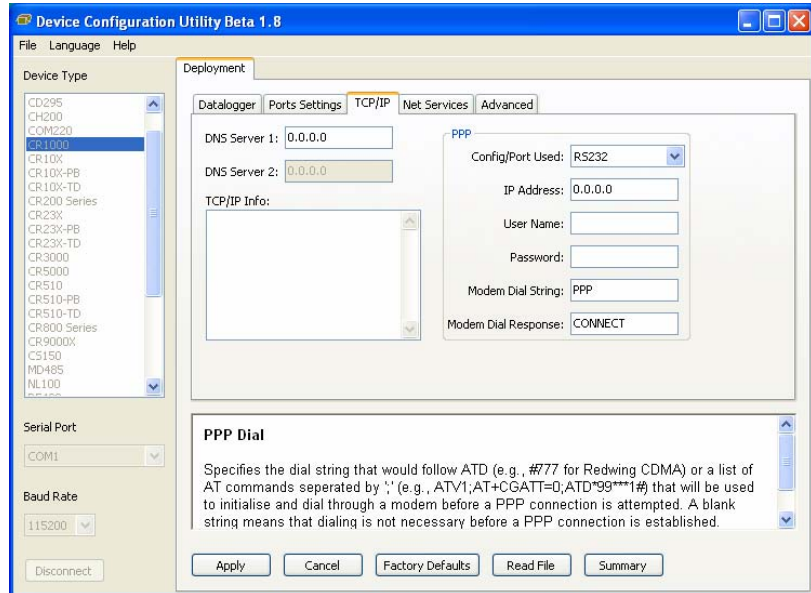 Device Configuration Utility Beta 1.8
File Language Help
Device Type
CD295
CH200
COM220
CR1000
CR10X
CR10X-PB
CR10X-TD
CR200 Series
CR23X
CR23X-PB
CR23X-TD
CR3000
CR5000
CR510
CR510-PB
CR510-TD
CR800 Series
CR9000X
CS150
MD485
NL100
Serial Port
COM1
Baud Rate
115200
Disconnect
Deployment
Datalogger Ports Settings TCP/IP Net Services Advanced
DNS Server 1: 0.0.0.0
DNS Server 2: 0.0.0.0
TCP/IP Info:
PPP
Config/Port Used: RS232
IP Address: 0.0.0.0
User Name:
Password:
Modem Dial String: PPP
Modem Dial Response: CONNECT
PPP Dial
Specifies the dial string that would follow ATD (e.g., #777 for Redwing CDMA) or a list of
AT commands seperated by ';' (e.g., ATV1;AT+CGATT=0;ATD*99***1#) that will be used
to initialise and dial through a modem before a PPP connection is attempted. A blank
string means that dialing is not necessary before a PPP connection is established.
Apply Cancel Factory Defaults Read File Summary